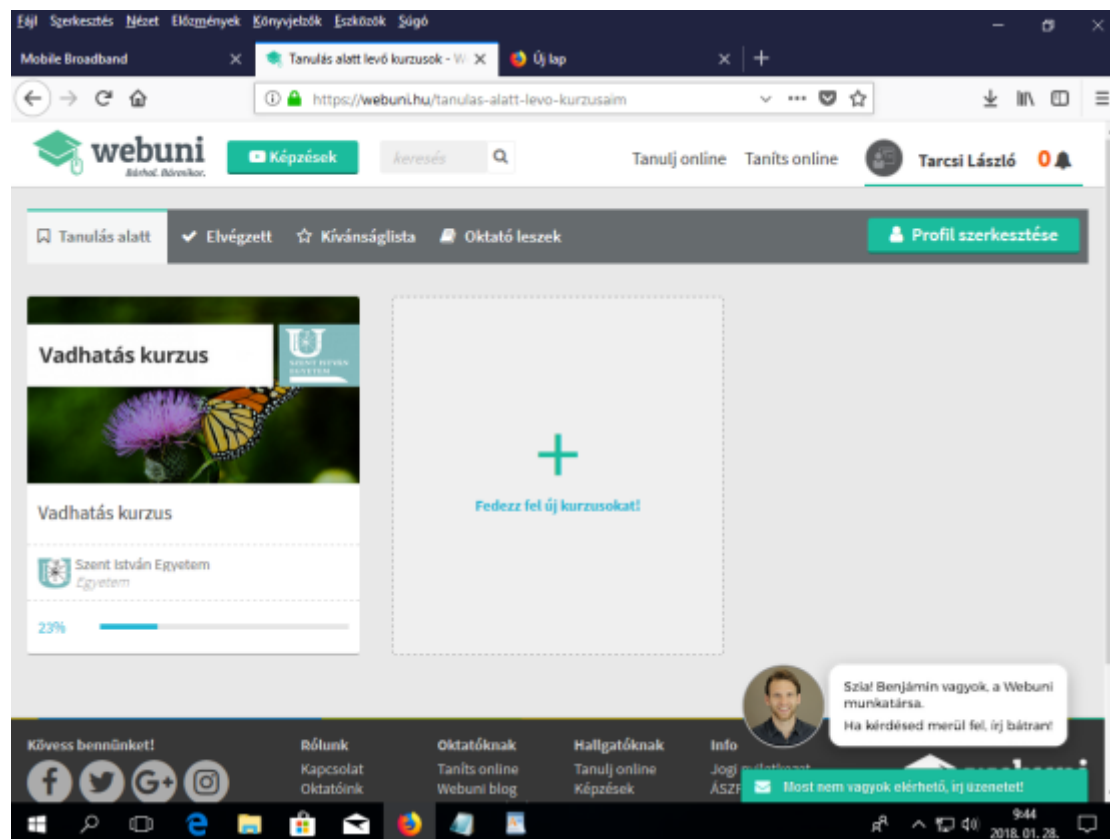 Fájl Szerkesztés Nézet Előzmények Könyvjelzők Eszközök Súgó
Mobile Broadband
Tanulás alatt levő kurzusok - W
Új lap
https://webuni.hu/tanulas-alatt-levo-kurzusaim
webuni
Bárhol. Bármikor.
Képzések
keresés
Tanulj online
Taníts online
Tarcsi László
0
Tanulás alatt
Elvégzett
Kívánságlista
Oktató leszek
Profil szerkesztése
Vadhatás kurzus
SZENT ISTVÁN
EGYETEM
Fedezz fel új kurzusokat!
Vadhatás kurzus
Szent István Egyetem
Egyetem
23%
Szia! Benjámin vagyok, a Webuni
munkatársa.
Ha kérdésed merül fel, írj bátran!
Kövess bennünket!
Rólunk
Kapcsolat
Oktatóink
Oktatóknak
Taníts online
Webuni blog
Hallgatóknak
Tanulj online
Képzések
Info
Jogi
ÁSZF
Most nem vagyok elérhető, írj üzenetet!
9:44
2018. 01. 28.